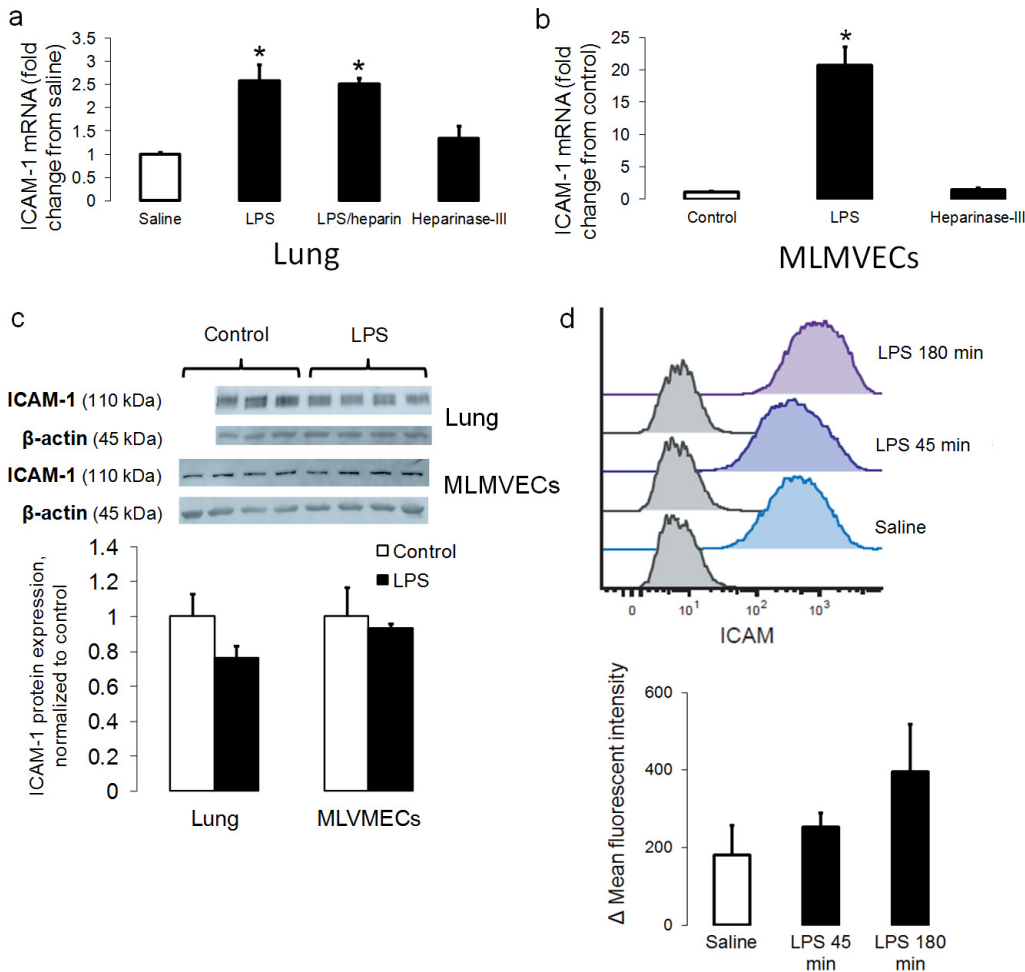 a
ICAM-1 mRNA (fold
change from saline)
3.5
3
2.5
2
1.5
1
0.5
0
*
*
Saline
LPS
LPS/heparin
Heparinase-III
Lung
b
ICAM-1 mRNA (fold
change from control)
25
20
15
10
5
0
*
Control
LPS
Heparinase-III
MLMVECs
c
Control
LPS
ICAM-1 (110 kDa)
β-actin (45 kDa)
Lung
ICAM-1 (110 kDa)
β-actin (45 kDa)
MLMVECs
ICAM-1 protein expression,
normalized to control
1.4
1.2
1
0.8
0.6
0.4
0.2
0
Control
LPS
Lung
MLVMECs
d
LPS 180 min
LPS 45 min
Saline
0
10¹
10²
10³
ICAM
Δ Mean fluorescent intensity
600
400
200
0
Saline
LPS 45
min
LPS 180
min